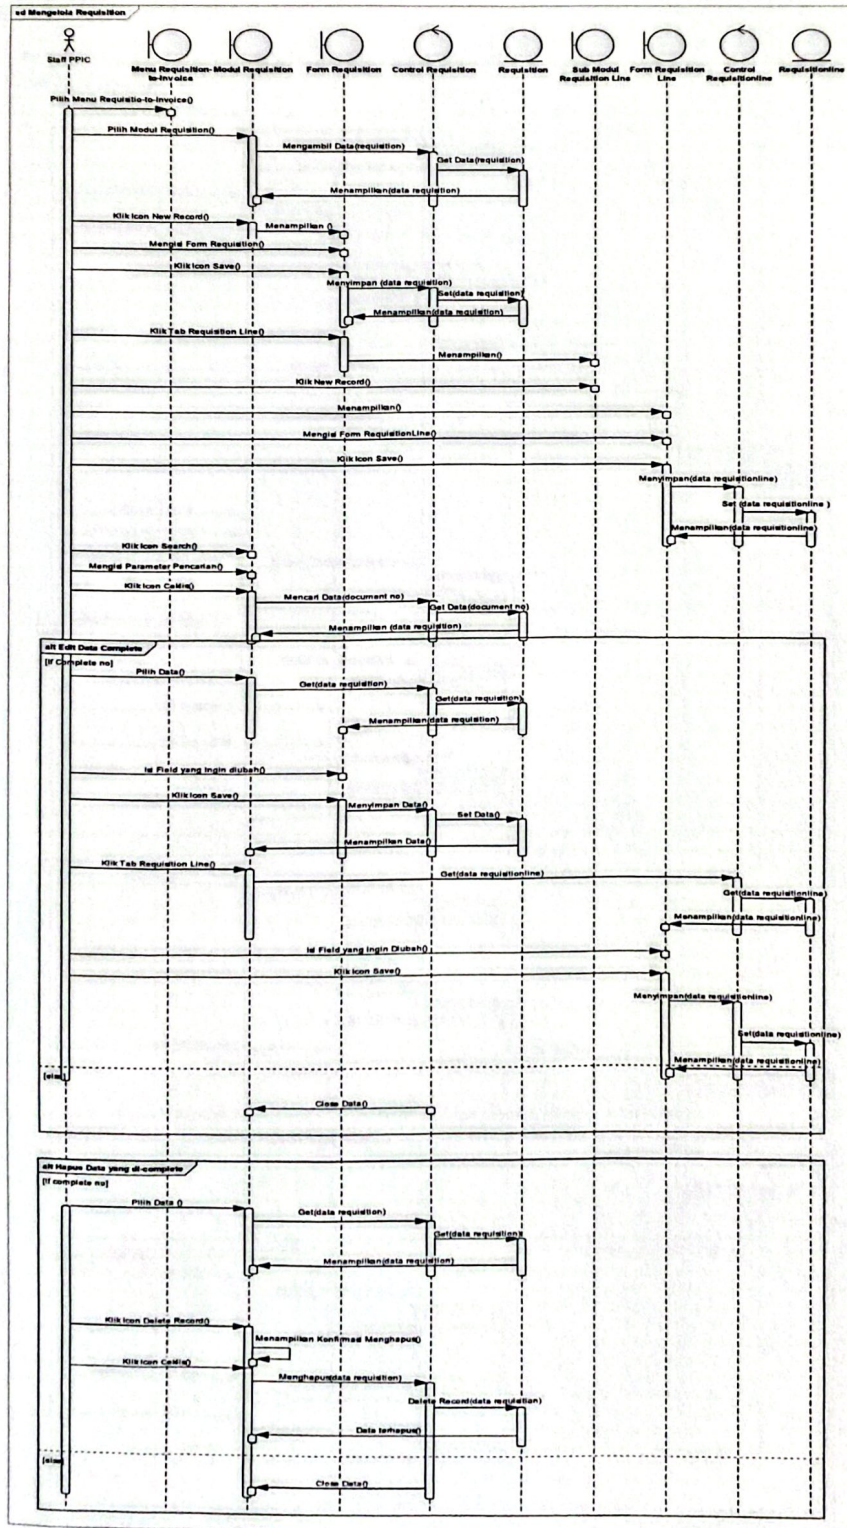 sd Mengelola Requisition
Staff PPIC
Menu Requisition-
to-Invoice
Modul Requisition
Form Requisition
Control Requisition
Requisition
Sub Modul
Requisition Line
Form Requisition
Line
Control
Requisitionline
Requisitionline
Pilih Menu Requisitio-to-Invoice()
Pilih Modul Requisition()
Mengambil Data(requisition)
Get Data(requisition)
Menampilkan(data requisition)
Klik Icon New Record()
Menampilkan ()
Mengisi Form Requisition()
Klik Icon Save()
Menyimpan (data requisition)
Set(data requisition)
Menampilkan(data requisition)
Klik Tab Requisition Line()
Menampilkan()
Klik New Record()
Menampilkan()
Mengisi Form RequisitionLine()
Klik Icon Save()
Menyimpan(data requisitionline)
Set (data requisitionline )
Menampilkan(data requisitionline)
Klik Icon Search()
Mengisi Parameter Pencarian()
Klik Icon Ceklis()
Mencari Data(document no)
Get Data(document no)
Menampilkan (data requisition)
alt Edit Data Complete
[If Complete no]
Pilih Data()
Get(data requisition)
Get(data requisition)
Menampilkan(data requisition)
Isi Field yang ingin diubah()
Klik Icon Save()
Menyimpan Data()
Set Data()
Menampilkan Data()
Klik Tab Requisition Line()
Get(data requisitionline)
Get(data requisitionline)
Menampilkan(data requisitionline)
Isi Field yang Ingin Diubah()
Klik Icon Save()
Menyimpan(data requisitionline)
Set(data requisitionline)
Menampilkan(data requisitionline)
[else]
Close Data()
alt Hapus Data yang di-complete
[If complete no]
Pilih Data ()
Get(data requisition)
Get(data requisition)
Menampilkan(data requisition)
Klik Icon Delete Record()
Menampilkan Konfirmasi Menghapus()
Klik Icon Ceklis()
Menghapus(data requisition)
Delete Record(data requisition)
Data terhapus()
[else]
Close Data()